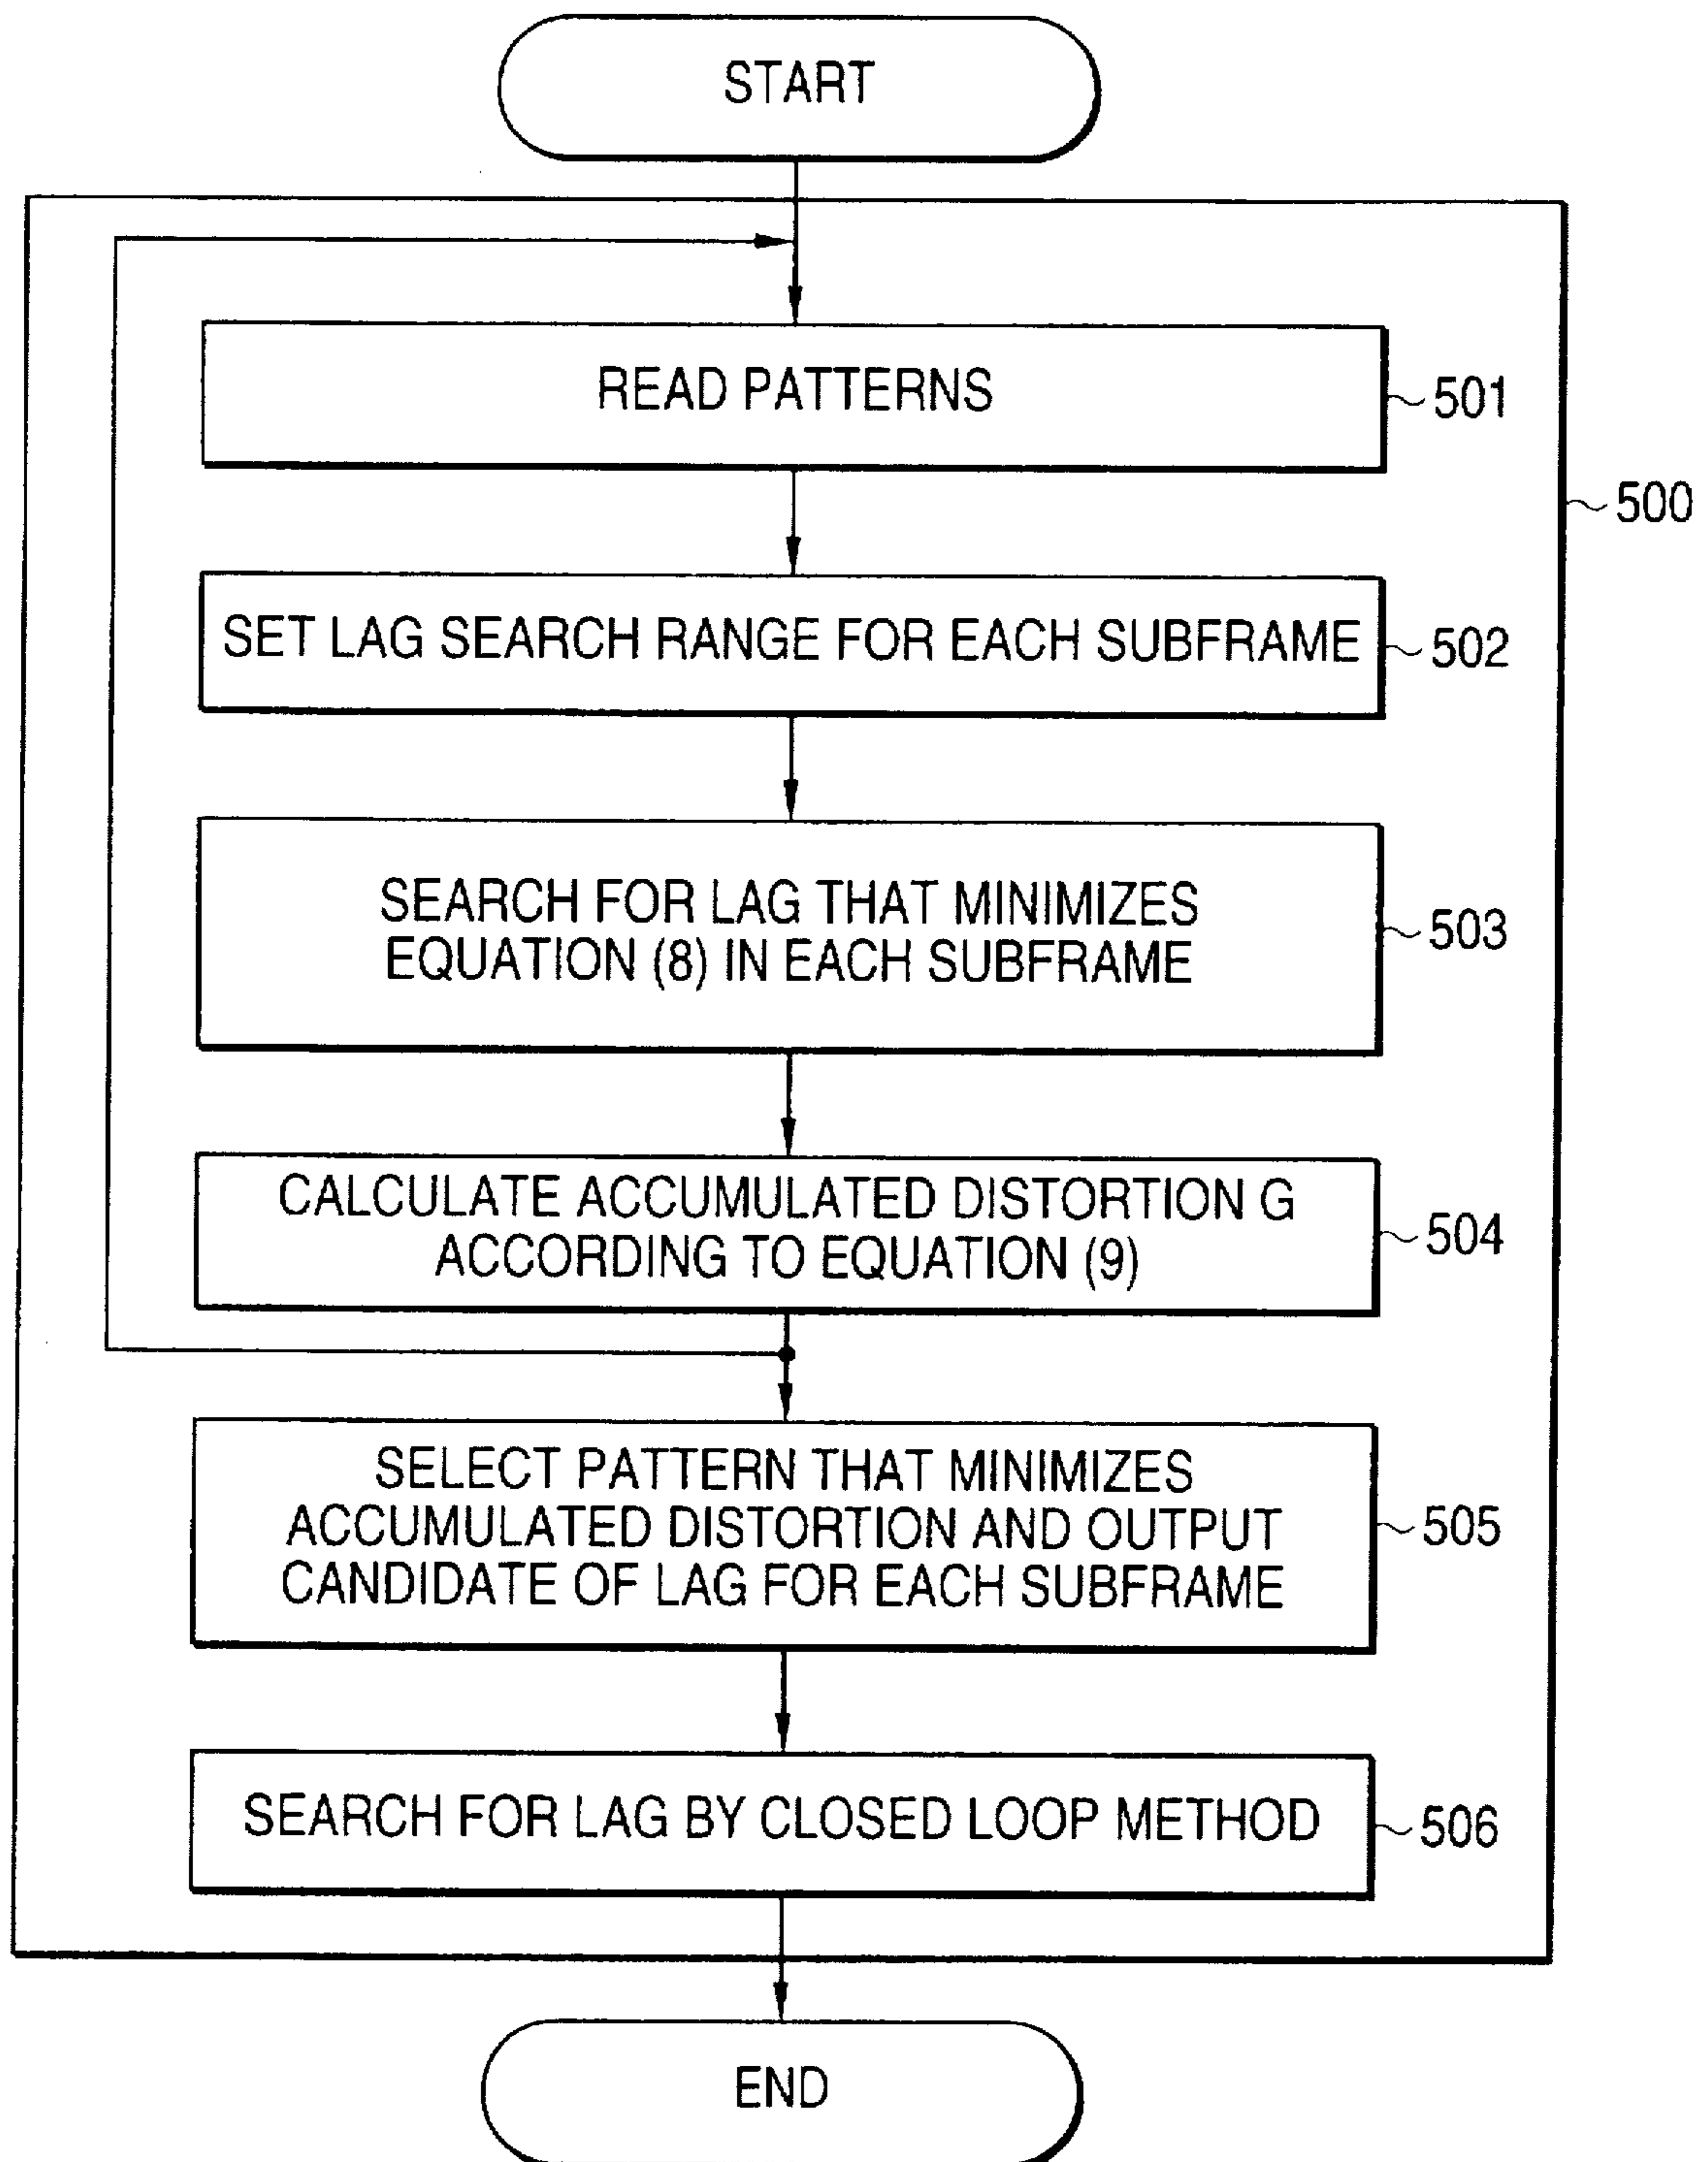 START
READ PATTERNS
501
500
SET LAG SEARCH RANGE FOR EACH SUBFRAME
502
SEARCH FOR LAG THAT MINIMIZES
EQUATION (8) IN EACH SUBFRAME
503
CALCULATE ACCUMULATED DISTORTION G
ACCORDING TO EQUATION (9)
504
SELECT PATTERN THAT MINIMIZES
ACCUMULATED DISTORTION AND OUTPUT
CANDIDATE OF LAG FOR EACH SUBFRAME
505
SEARCH FOR LAG BY CLOSED LOOP METHOD
506
END